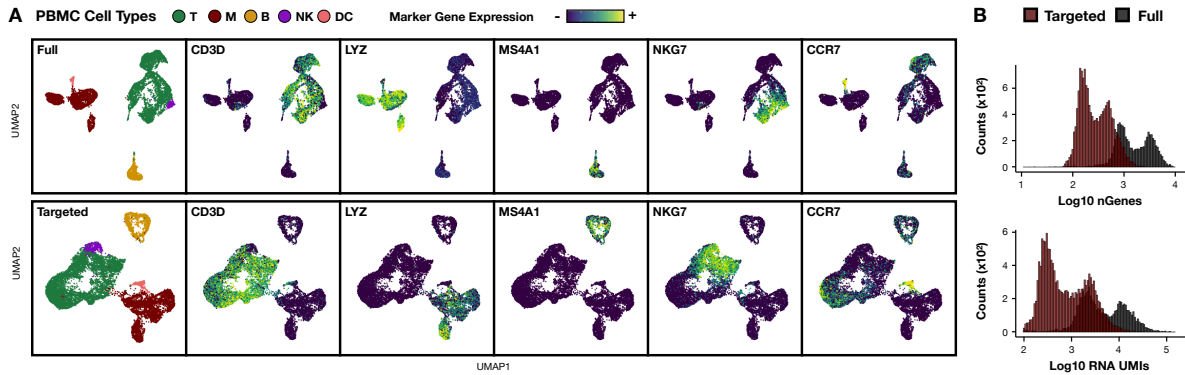 A PBMC Cell Types T M B NK DC Marker Gene Expression - +
Full CD3D LYZ MS4A1 NKG7 CCR7
UMAP2
Targeted CD3D LYZ MS4A1 NKG7 CCR7
UMAP2
UMAP1
B Targeted Full
Counts (x10²)
6
4
2
0
1 2 3 4
Log10 nGenes
Counts (x10²)
6
4
2
0
2 3 4 5
Log10 RNA UMIs